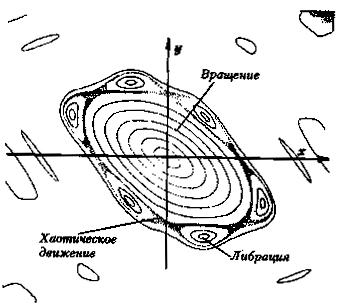 y
Вращение
x
Хаотическое
движение
Либрация